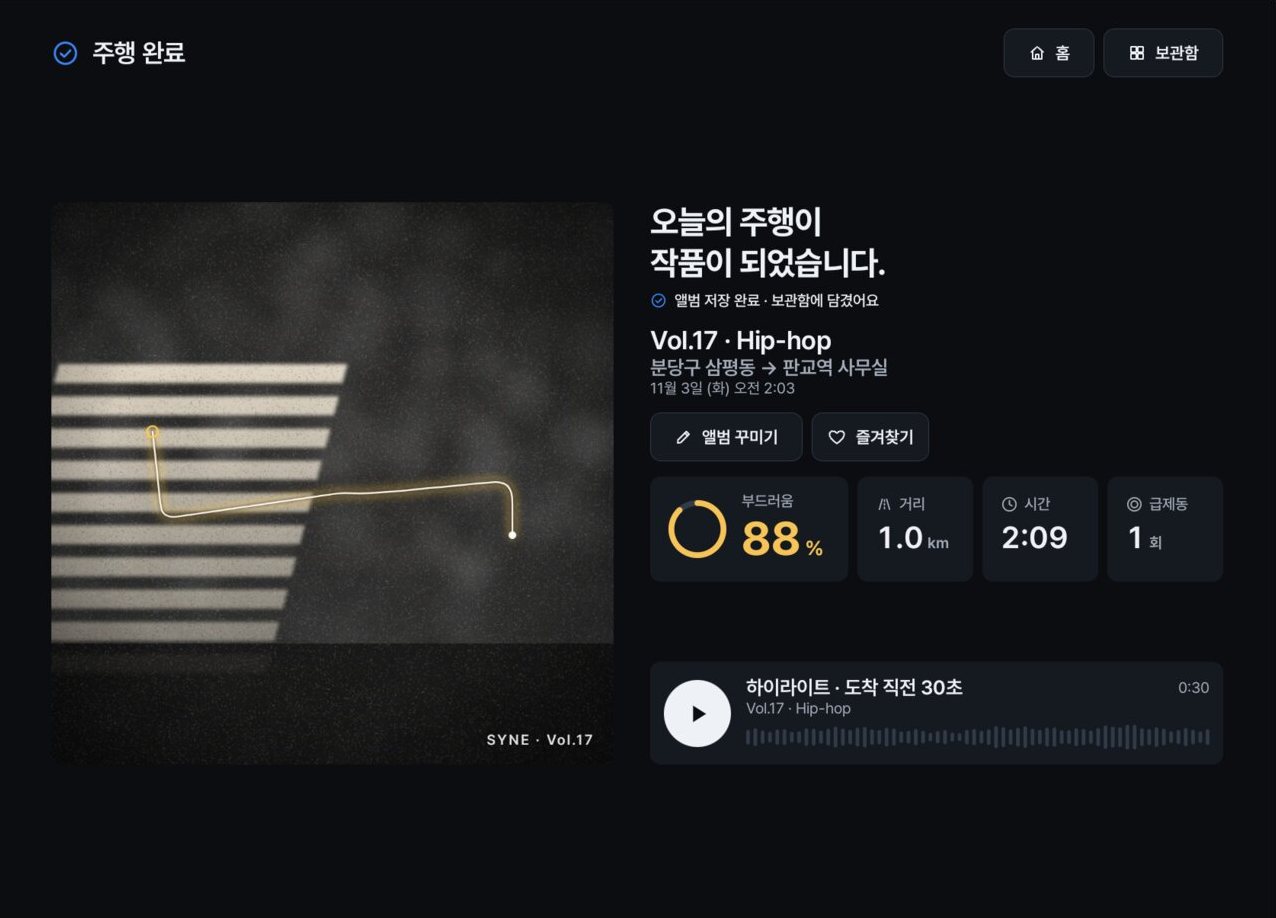 주행 완료
홈
보관함
오늘의 주행이
작품이 되었습니다.
앨범 저장 완료 · 보관함에 담겼어요
Vol.17 · Hip-hop
분당구 삼평동 → 판교역 사무실
11월 3일 (화) 오전 2:03
앨범 꾸미기
즐겨찾기
부드러움
88 %
거리
1.0 km
시간
2:09
급제동
1 회
SYNE · Vol.17
하이라이트 · 도착 직전 30초
0:30
Vol.17 · Hip-hop